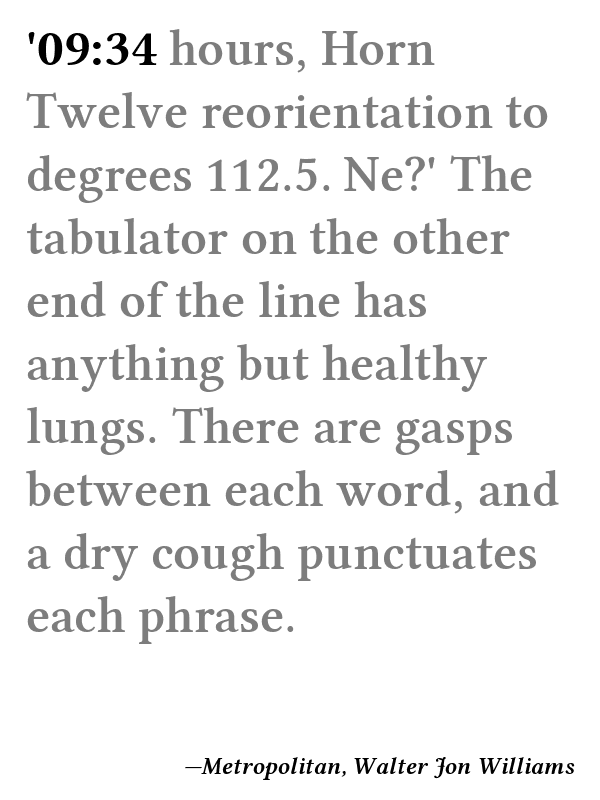 '09:34 hours, Horn
Twelve reorientation to
degrees 112.5. Ne?' The
tabulator on the other
end of the line has
anything but healthy
lungs. There are gasps
between each word, and
a dry cough punctuates
each phrase.
—Metropolitan, Walter Jon Williams